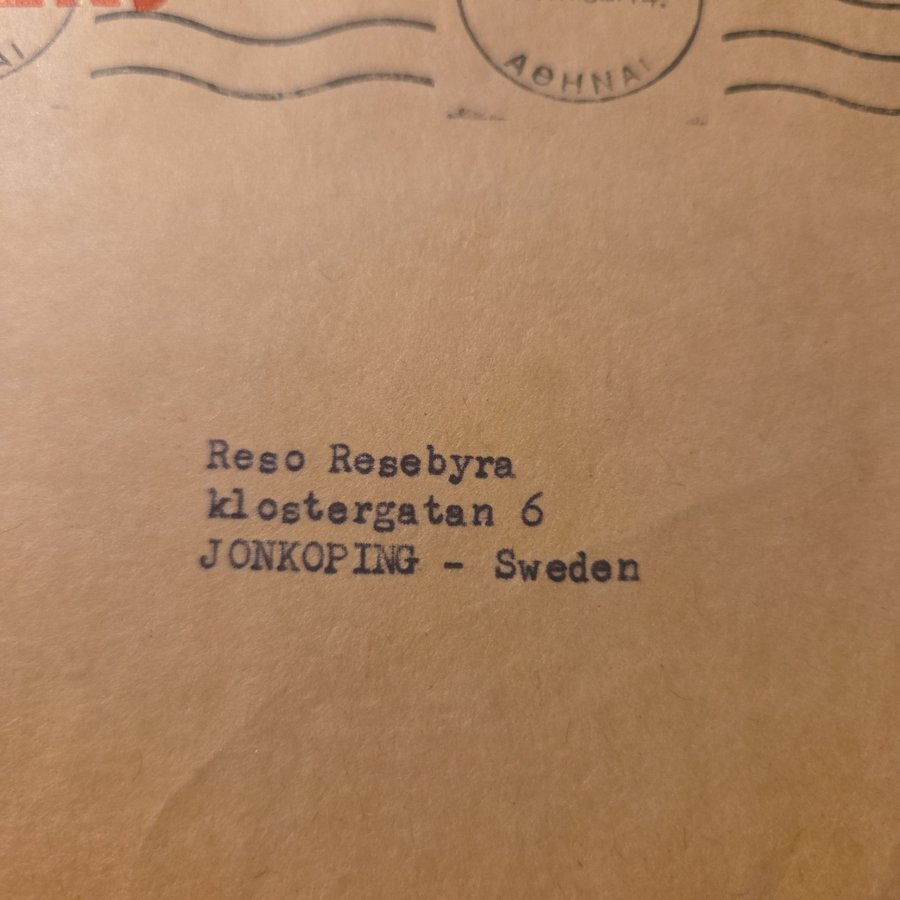 ΑΘΗΝΑΙ
Reso Resebyra
klostergatan 6
JONKOPING - Sweden